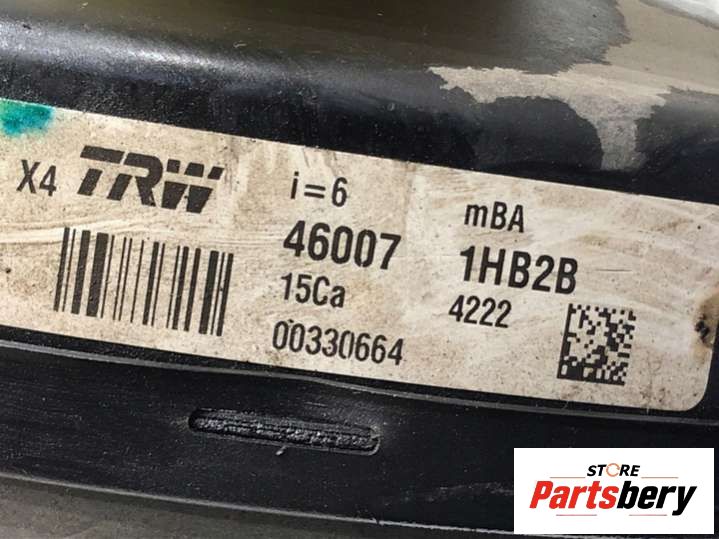 X4 TRW i=6 mBA
46007 1HB2B
15Ca 4222
00330664
STORE
Partsbery